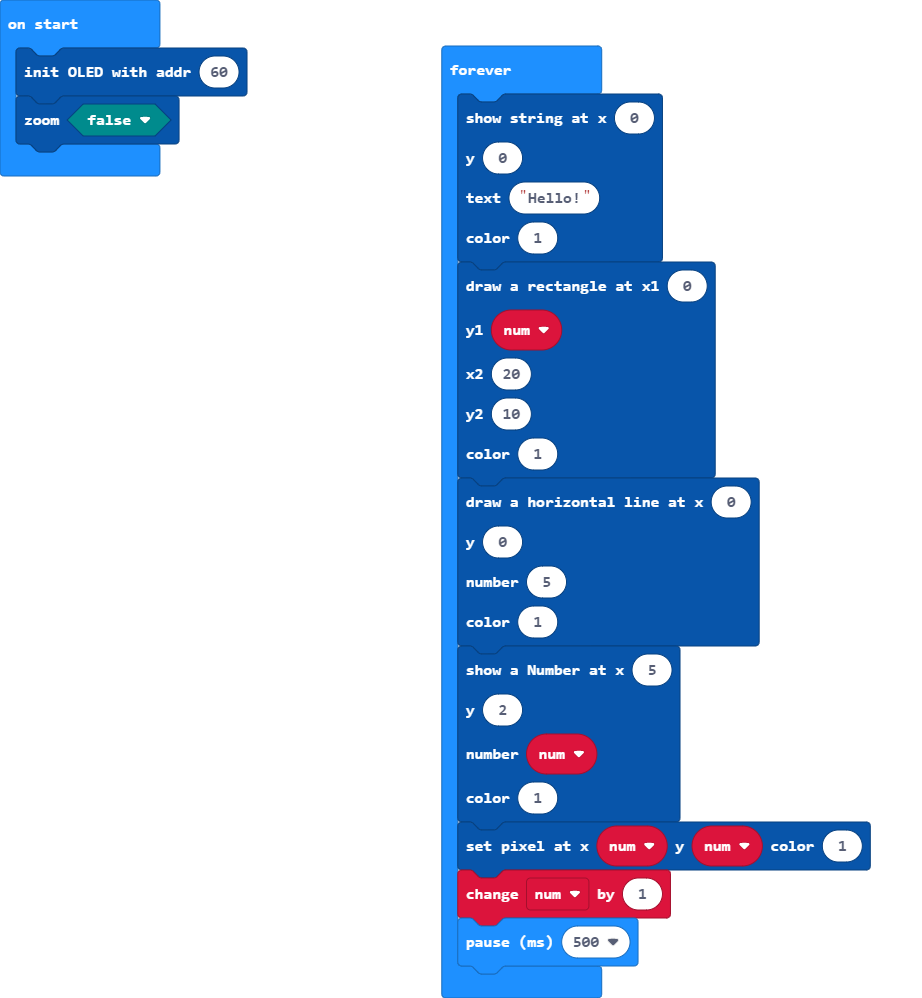 on start
init OLED with addr 60
zoom false
forever
show string at x 0
y 0
text "Hello!"
color 1
draw a rectangle at x1 0
y1 num
x2 20
y2 10
color 1
draw a horizontal line at x 0
y 0
number 5
color 1
show a Number at x 5
y 2
number num
color 1
set pixel at x num y num color 1
change num by 1
pause (ms) 500